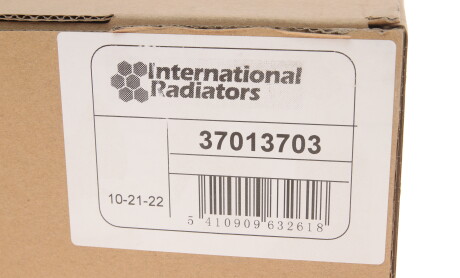 International
Radiators
37013703
10-21-22
5 410909 632618